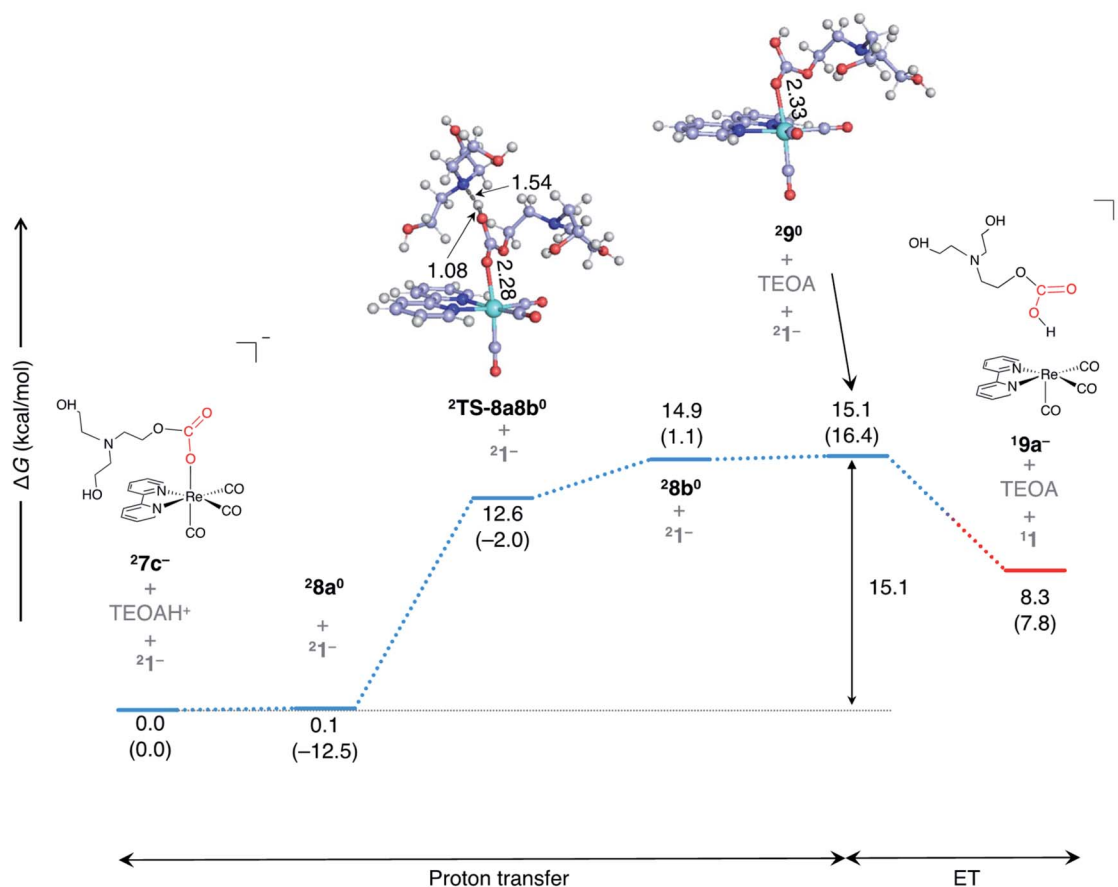 ΔG (kcal/mol)
OH
OH
N
HO
O
C
O
O
N
N
Re
CO
CO
CO
−
²7c⁻
+
TEOAH⁺
+
²1⁻
0.0
(0.0)
²8a⁰
+
²1⁻
0.1
(−12.5)
1.54
1.08
2.28
²TS-8a8b⁰
+
²1⁻
12.6
(−2.0)
14.9
(1.1)
²8b⁰
+
²1⁻
2.33
²9⁰
+
TEOA
+
²1⁻
15.1
(16.4)
15.1
−
OH
OH
N
O
C
O
O
H
N
N
Re
CO
CO
CO
¹9a⁻
+
TEOA
+
¹1
8.3
(7.8)
Proton transfer
ET